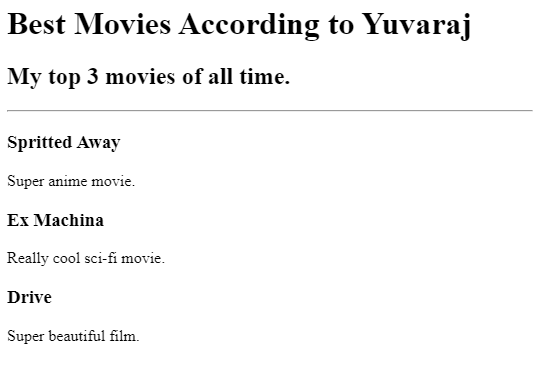 Best Movies According to Yuvaraj
My top 3 movies of all time.
Spritted Away
Super anime movie.
Ex Machina
Really cool sci-fi movie.
Drive
Super beautiful film.